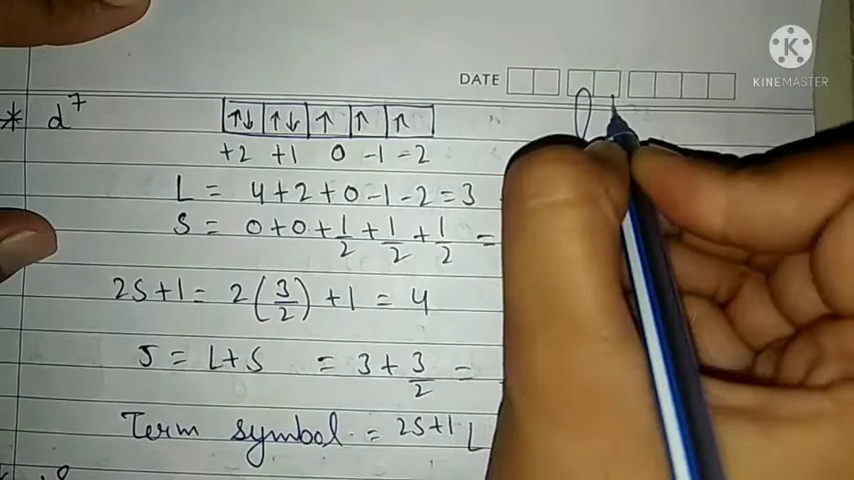 DATE
KINEMASTER
* d⁷ ↑↓ ↑↓ ↑ ↑ ↑
+2 +1 0 -1 -2
L = 4+2+0-1-2=3
S = 0+0+1/2+1/2+1/2 =
2S+1 = 2(3/2)+1 = 4
J = L+S = 3+3/2 =
Term symbol = 2S+1 L